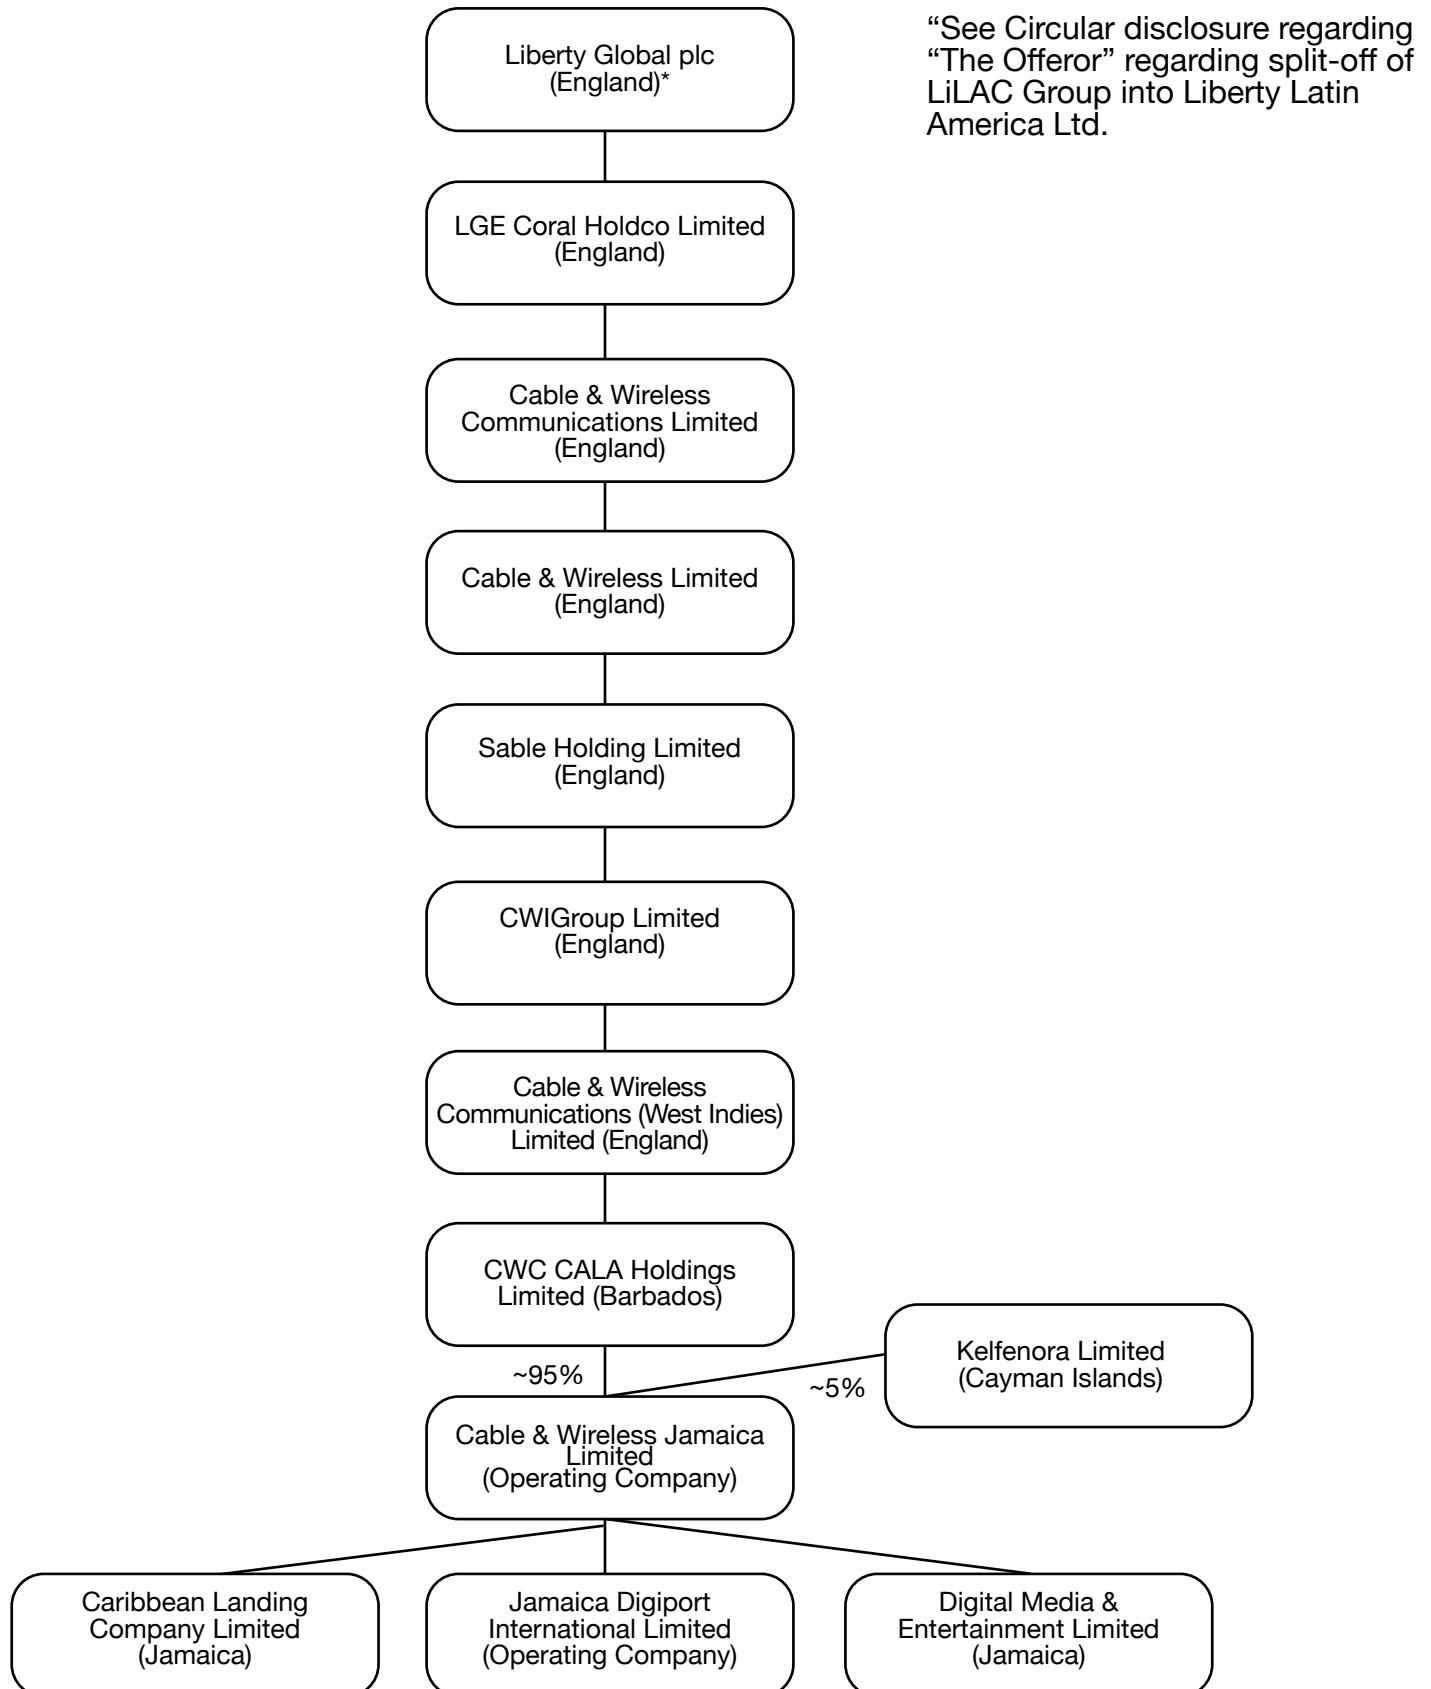 Liberty Global plc
(England)*
“See Circular disclosure regarding
“The Offeror” regarding split-off of
LiLAC Group into Liberty Latin
America Ltd.
LGE Coral Holdco Limited
(England)
Cable & Wireless
Communications Limited
(England)
Cable & Wireless Limited
(England)
Sable Holding Limited
(England)
CWIGroup Limited
(England)
Cable & Wireless
Communications (West Indies)
Limited (England)
CWC CALA Holdings
Limited (Barbados)
~95%
Kelfenora Limited
(Cayman Islands)
~5%
Cable & Wireless Jamaica
Limited
(Operating Company)
Caribbean Landing
Company Limited
(Jamaica)
Jamaica Digiport
International Limited
(Operating Company)
Digital Media &
Entertainment Limited
(Jamaica)